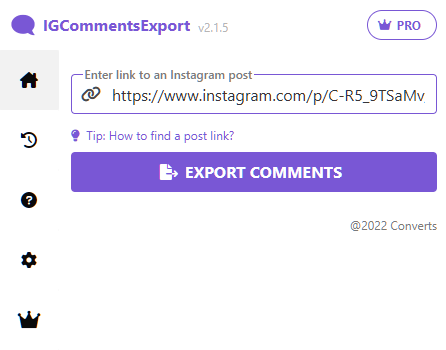 IGCommentsExport v2.1.5
PRO
Enter link to an Instagram post
https://www.instagram.com/p/C-R5_9TSaMv
Tip: How to find a post link?
EXPORT COMMENTS
@2022 Converts